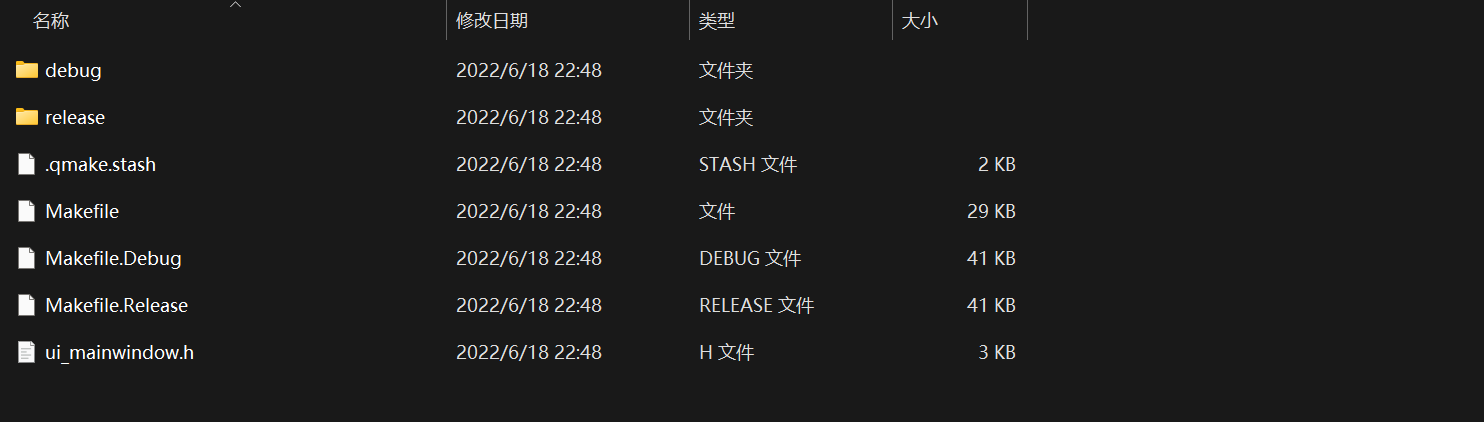 名称 修改日期 类型 大小
debug 2022/6/18 22:48 文件夹
release 2022/6/18 22:48 文件夹
.qmake.stash 2022/6/18 22:48 STASH 文件 2 KB
Makefile 2022/6/18 22:48 文件 29 KB
Makefile.Debug 2022/6/18 22:48 DEBUG 文件 41 KB
Makefile.Release 2022/6/18 22:48 RELEASE 文件 41 KB
ui_mainwindow.h 2022/6/18 22:48 H 文件 3 KB